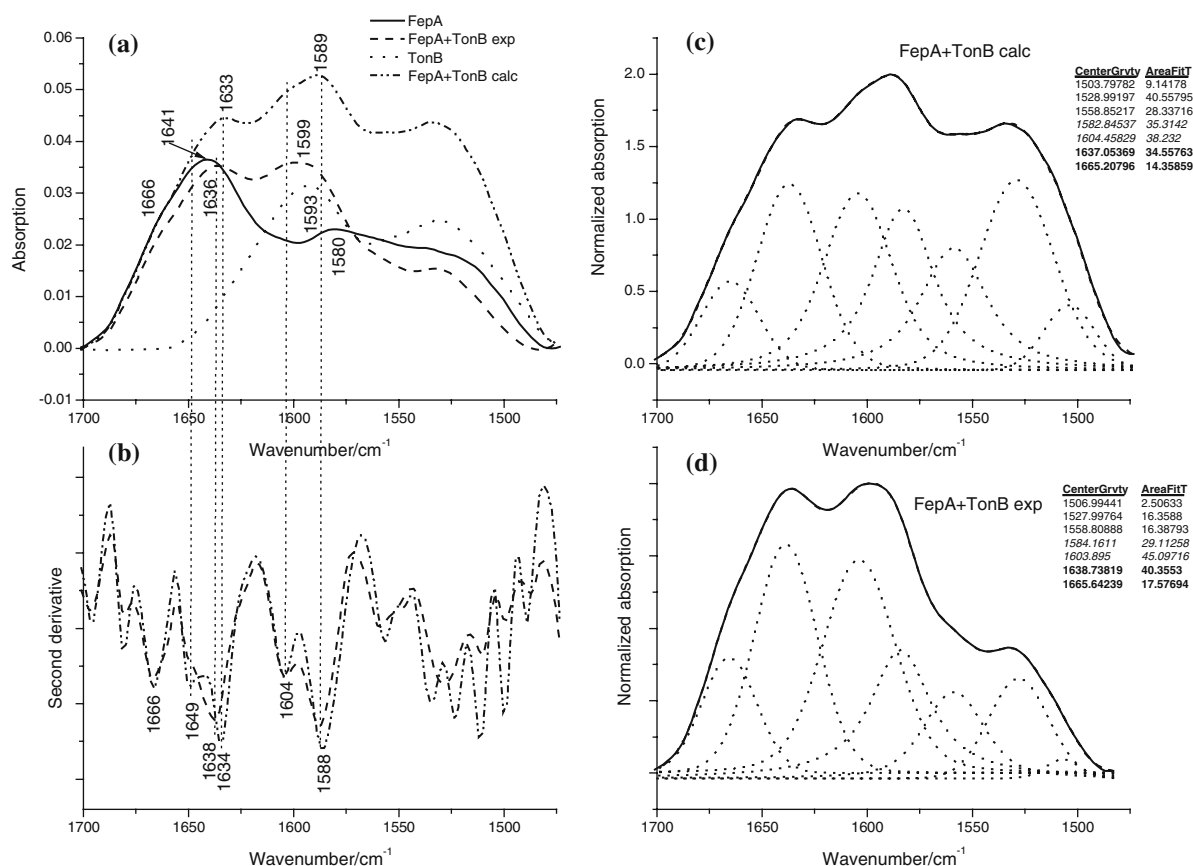 (a)
FepA
FepA+TonB exp
TonB
FepA+TonB calc
0.06
0.05
0.04
0.03
0.02
0.01
0.00
-0.01
Absorption
1666
1641
1636
1633
1599
1593
1589
1580
1700 1650 1600 1550 1500
Wavenumber/cm-1
(b)
Second derivative
1666
1649
1638
1634
1604
1588
1700 1650 1600 1550 1500
Wavenumber/cm-1
(c)
FepA+TonB calc
CenterGrvty AreaFitT
1503.79782 9.14178
1528.99197 40.55795
1558.85217 28.33716
1582.84537 35.3142
1604.45829 38.232
1637.05369 34.55763
1665.20796 14.35859
2.0
1.5
1.0
0.5
0.0
Normalized absorption
1700 1650 1600 1550 1500
Wavenumber/cm-1
(d)
FepA+TonB exp
CenterGrvty AreaFitT
1506.99441 2.50633
1527.99764 16.3588
1558.80888 16.38793
1584.1611 29.11258
1603.895 45.09716
1638.73819 40.3553
1665.64239 17.57694
Normalized absorption
1700 1650 1600 1550 1500
Wavenumber/cm-1